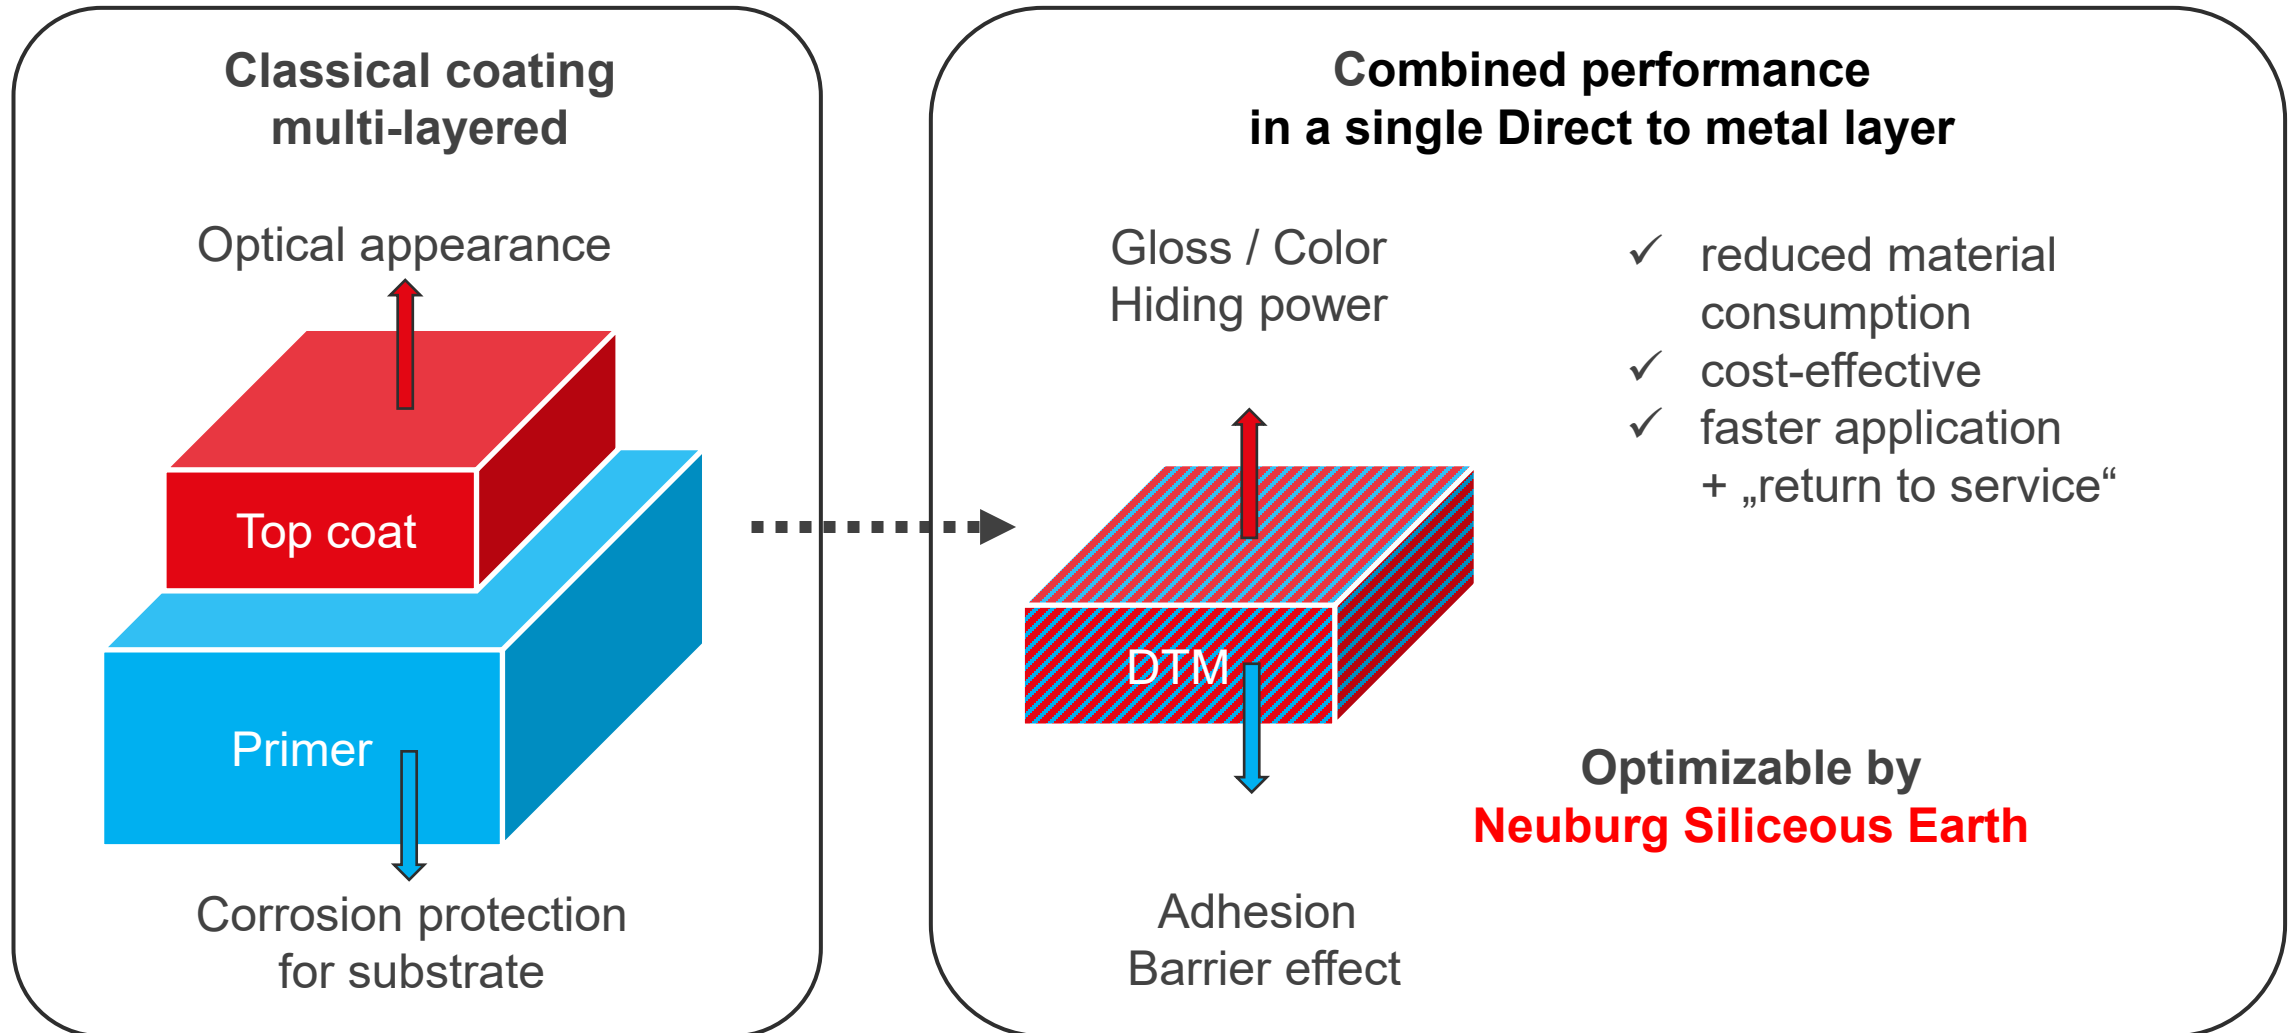 Classical coating
multi-layered
Optical appearance
Top coat
Primer
Corrosion protection
for substrate
Combined performance
in a single Direct to metal layer
Gloss / Color
Hiding power
DTM
Adhesion
Barrier effect
✓ reduced material
consumption
✓ cost-effective
✓ faster application
+ „return to service“
Optimizable by
Neuburg Siliceous Earth